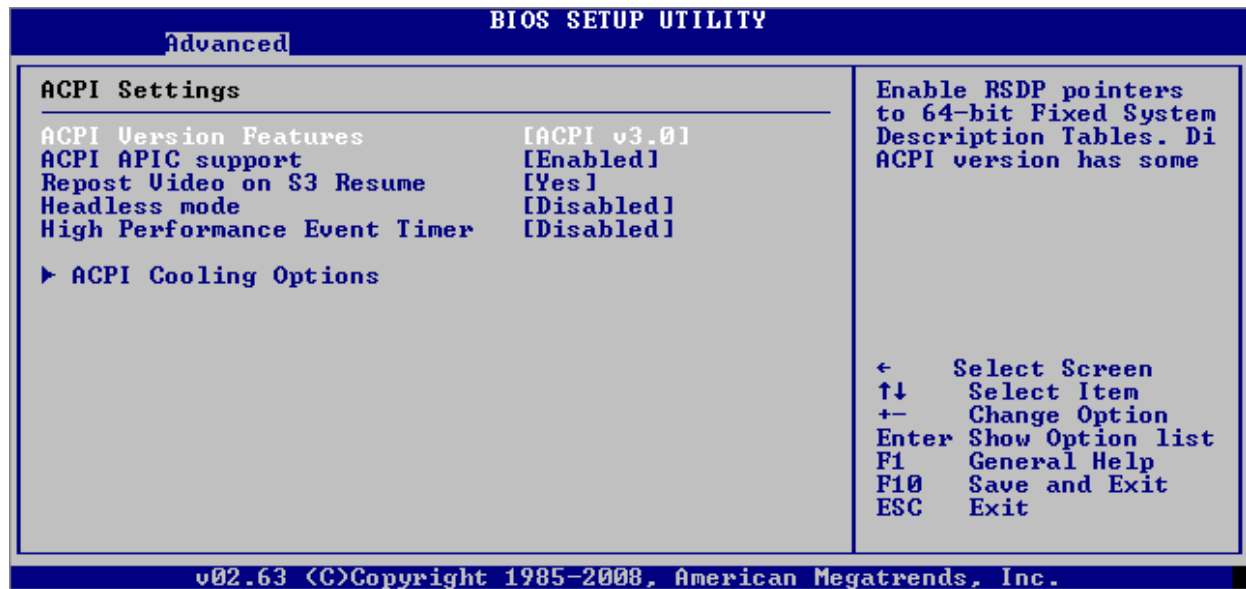 BIOS SETUP UTILITY
Advanced
ACPI Settings
ACPI Version Features [ACPI v3.0]
ACPI APIC support [Enabled]
Repost Video on S3 Resume [Yes]
Headless mode [Disabled]
High Performance Event Timer [Disabled]
► ACPI Cooling Options
Enable RSDP pointers
to 64-bit Fixed System
Description Tables. Di
ACPI version has some
← Select Screen
↑↓ Select Item
+- Change Option
Enter Show Option list
F1 General Help
F10 Save and Exit
ESC Exit
v02.63 (C)Copyright 1985-2008, American Megatrends, Inc.